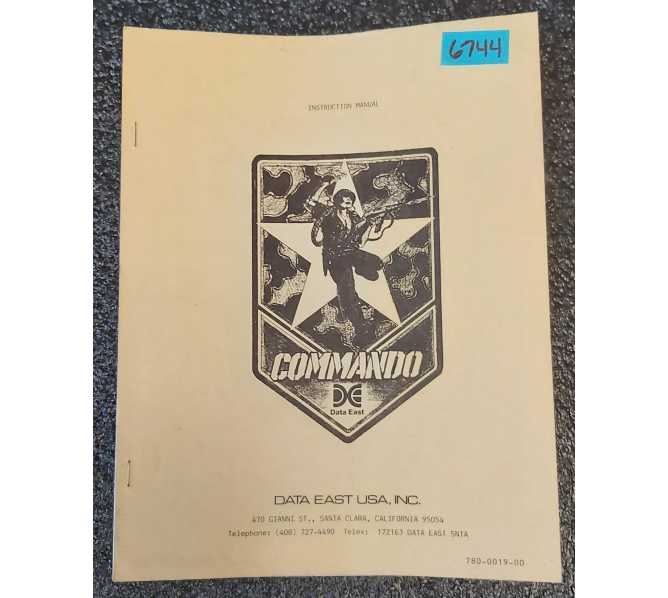 6744
INSTRUCTION MANUAL
COMMANDO
DE
Data East
DATA EAST USA, INC.
470 GIANNI ST., SANTA CLARA, CALIFORNIA 95054
Telephone: (408) 727-4490 Telex: 172163 DATA EAST SNTA
780-0019-00